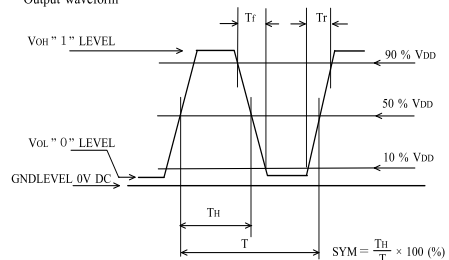 Output waveform
Tf
Tr
VOH " 1 " LEVEL
90 % VDD
50 % VDD
VOL " 0 " LEVEL
10 % VDD
GNDLEVEL 0V DC
TH
T
SYM = TH / T × 100 (%)